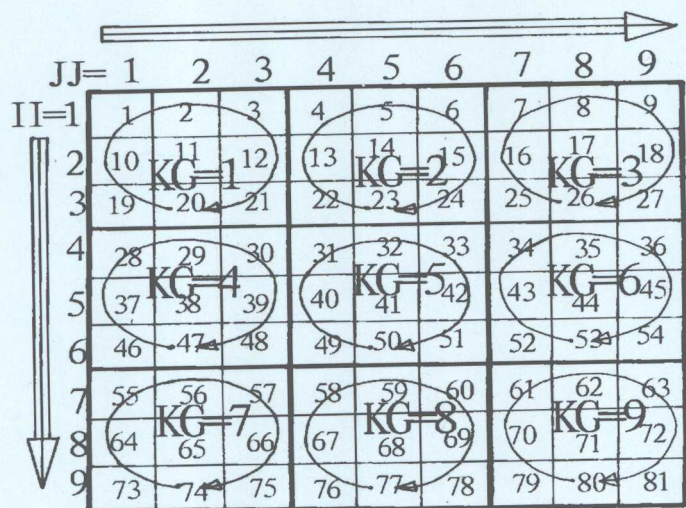 JJ= 1 2 3 4 5 6 7 8 9
II=1 1 2 3 4 5 6 7 8 9
2 10 11 12 13 14 15 16 17 18
KG=1 KG=2 KG=3
3 19 20 21 22 23 24 25 26 27
4 28 29 30 31 32 33 34 35 36
KG=4 KG=5 KG=6
5 37 38 39 40 41 42 43 44 45
6 46 47 48 49 50 51 52 53 54
7 55 56 57 58 59 60 61 62 63
KG=7 KG=8 KG=9
8 64 65 66 67 68 69 70 71 72
9 73 74 75 76 77 78 79 80 81